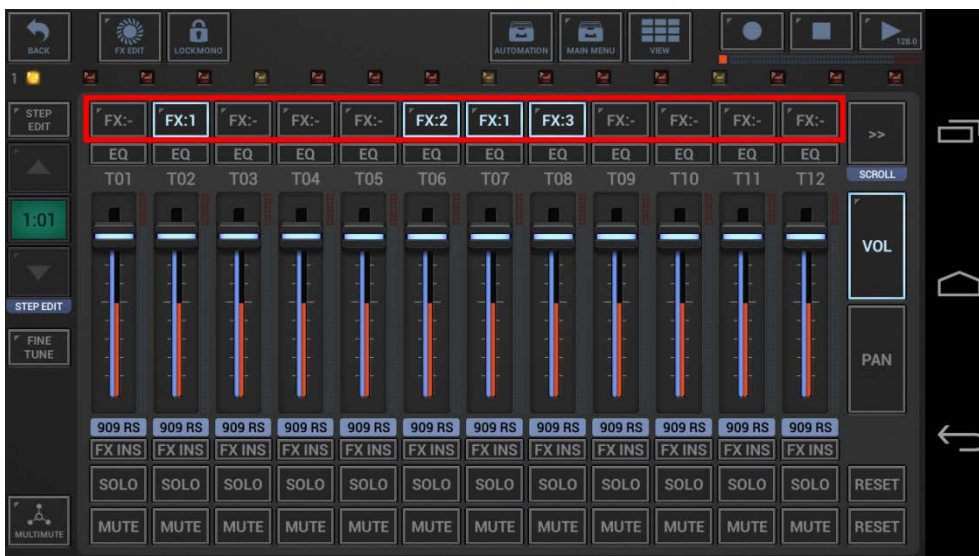 BACK FX EDIT LOCKMONO AUTOMATION MAIN MENU VIEW 128.0
1
STEP EDIT FX:- FX:1 FX:- FX:- FX:- FX:2 FX:1 FX:3 FX:- FX:- FX:- FX:- >>
EQ EQ EQ EQ EQ EQ EQ EQ EQ EQ EQ EQ
T01 T02 T03 T04 T05 T06 T07 T08 T09 T10 T11 T12 SCROLL
1:01
VOL
STEP EDIT
FINE TUNE
PAN
909 RS 909 RS 909 RS 909 RS 909 RS 909 RS 909 RS 909 RS 909 RS 909 RS 909 RS 909 RS
FX INS FX INS FX INS FX INS FX INS FX INS FX INS FX INS FX INS FX INS FX INS FX INS
SOLO SOLO SOLO SOLO SOLO SOLO SOLO SOLO SOLO SOLO SOLO SOLO RESET
MULTIMUTE MUTE MUTE MUTE MUTE MUTE MUTE MUTE MUTE MUTE MUTE MUTE MUTE RESET